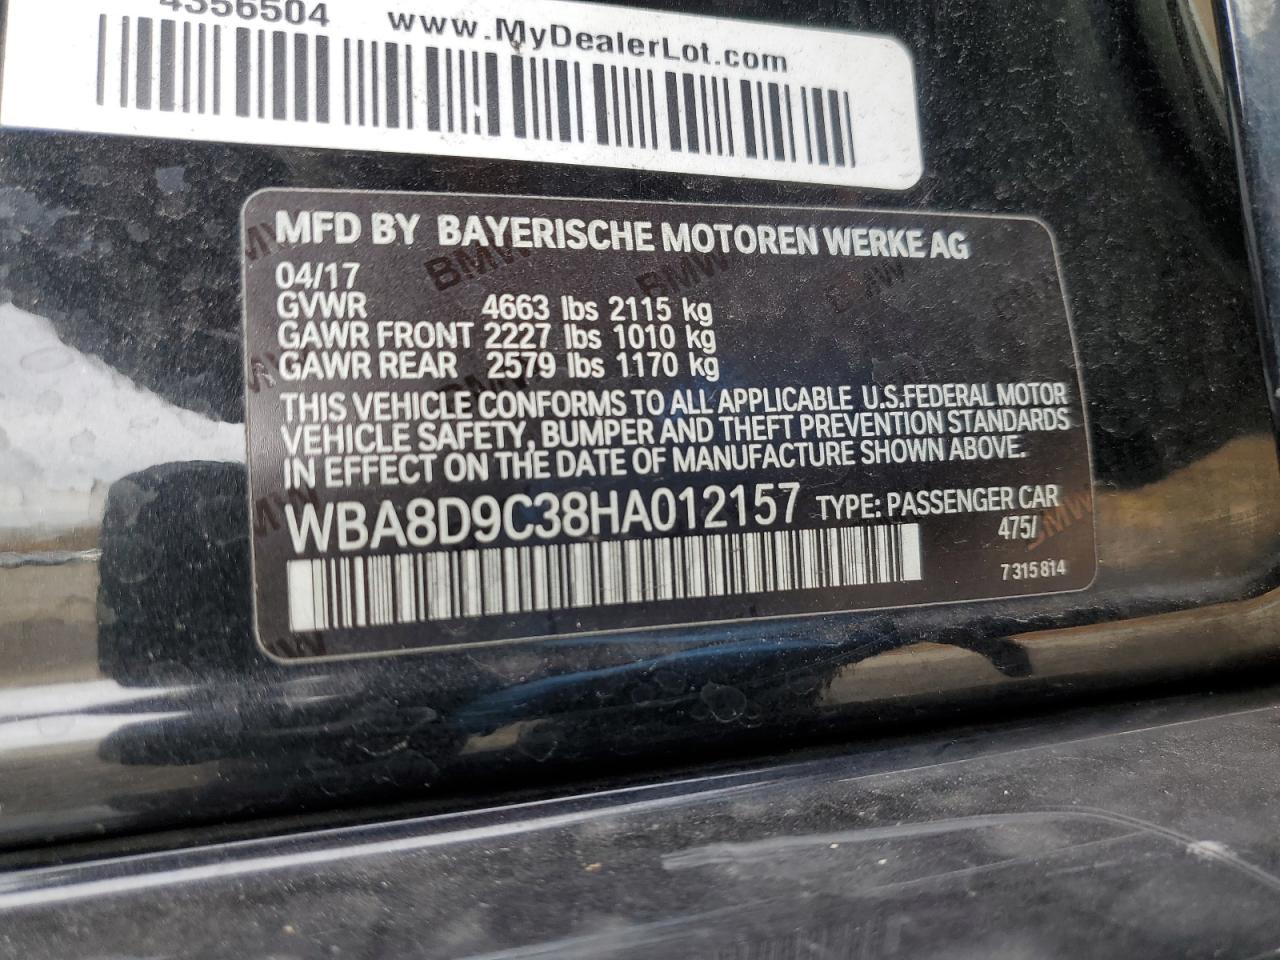 4356504 www.MyDealerLot.com
MFD BY BAYERISCHE MOTOREN WERKE AG
04/17
GVWR 4663 lbs 2115 kg
GAWR FRONT 2227 lbs 1010 kg
GAWR REAR 2579 lbs 1170 kg
THIS VEHICLE CONFORMS TO ALL APPLICABLE U.S.FEDERAL MOTOR
VEHICLE SAFETY, BUMPER AND THEFT PREVENTION STANDARDS
IN EFFECT ON THE DATE OF MANUFACTURE SHOWN ABOVE.
WBA8D9C38HA012157 TYPE: PASSENGER CAR
475/
7 315 814